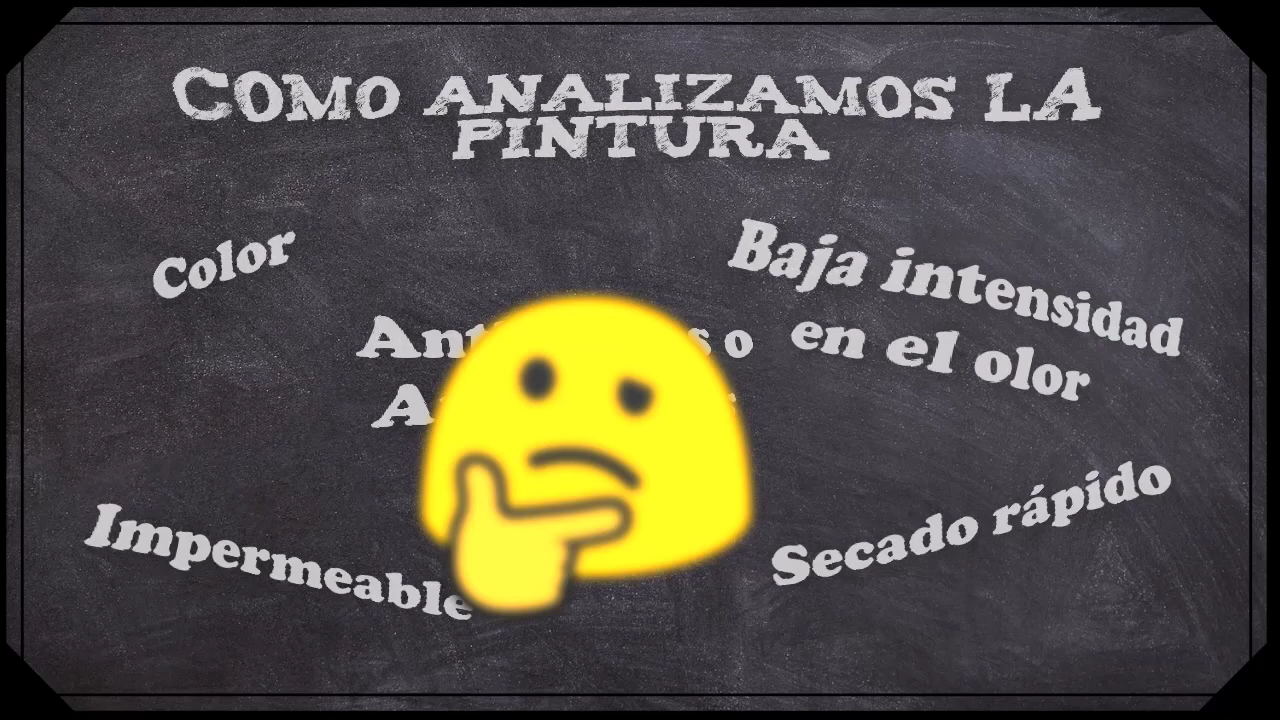 COMO ANALIZAMOS LA
PINTURA
Color
Baja intensidad
en el olor
Impermeable
Secado rápido